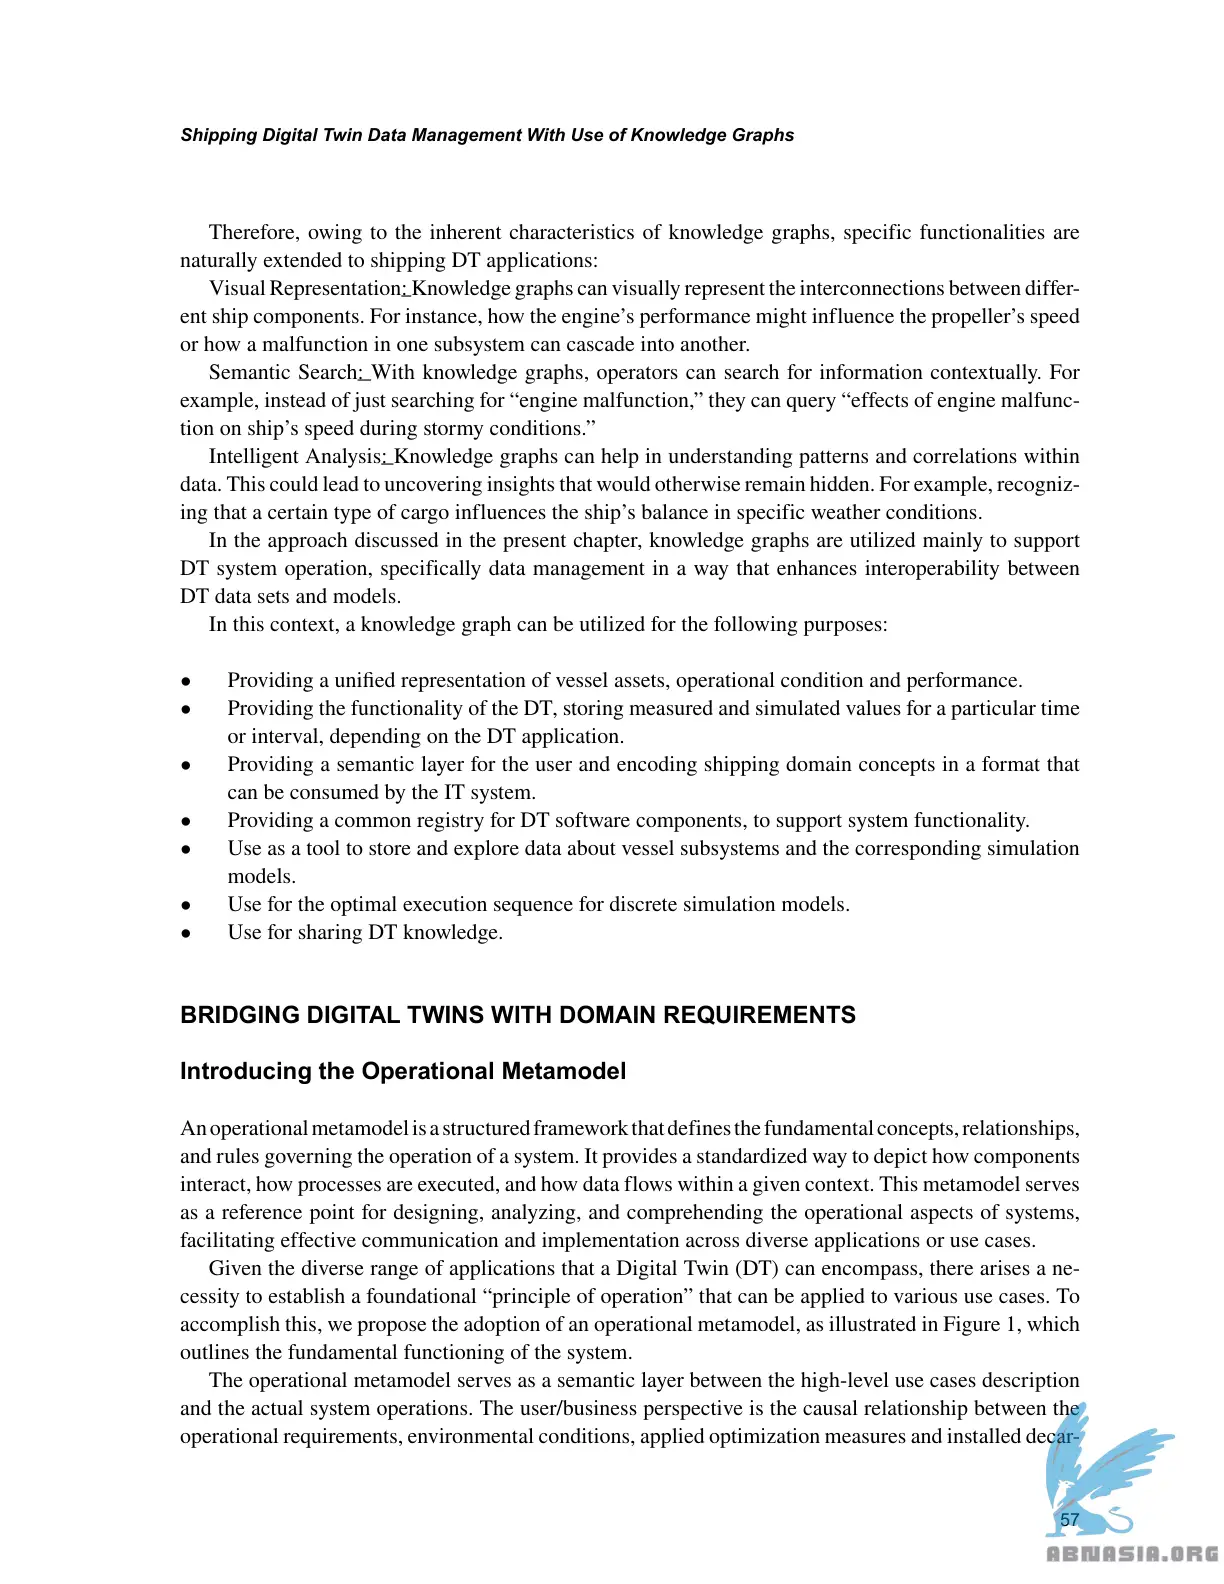 Shipping Digital Twin Data Management With Use of Knowledge Graphs
Therefore, owing to the inherent characteristics of knowledge graphs, specific functionalities are
naturally extended to shipping DT applications:
Visual Representation: Knowledge graphs can visually represent the interconnections between differ-
ent ship components. For instance, how the engine’s performance might influence the propeller’s speed
or how a malfunction in one subsystem can cascade into another.
Semantic Search: With knowledge graphs, operators can search for information contextually. For
example, instead of just searching for “engine malfunction,” they can query “effects of engine malfunc-
tion on ship’s speed during stormy conditions.”
Intelligent Analysis: Knowledge graphs can help in understanding patterns and correlations within
data. This could lead to uncovering insights that would otherwise remain hidden. For example, recogniz-
ing that a certain type of cargo influences the ship’s balance in specific weather conditions.
In the approach discussed in the present chapter, knowledge graphs are utilized mainly to support
DT system operation, specifically data management in a way that enhances interoperability between
DT data sets and models.
In this context, a knowledge graph can be utilized for the following purposes:
● Providing a unified representation of vessel assets, operational condition and performance.
● Providing the functionality of the DT, storing measured and simulated values for a particular time
or interval, depending on the DT application.
● Providing a semantic layer for the user and encoding shipping domain concepts in a format that
can be consumed by the IT system.
● Providing a common registry for DT software components, to support system functionality.
● Use as a tool to store and explore data about vessel subsystems and the corresponding simulation
models.
● Use for the optimal execution sequence for discrete simulation models.
● Use for sharing DT knowledge.
BRIDGING DIGITAL TWINS WITH DOMAIN REQUIREMENTS
Introducing the Operational Metamodel
An operational metamodel is a structured framework that defines the fundamental concepts, relationships,
and rules governing the operation of a system. It provides a standardized way to depict how components
interact, how processes are executed, and how data flows within a given context. This metamodel serves
as a reference point for designing, analyzing, and comprehending the operational aspects of systems,
facilitating effective communication and implementation across diverse applications or use cases.
Given the diverse range of applications that a Digital Twin (DT) can encompass, there arises a ne-
cessity to establish a foundational “principle of operation” that can be applied to various use cases. To
accomplish this, we propose the adoption of an operational metamodel, as illustrated in Figure 1, which
outlines the fundamental functioning of the system.
The operational metamodel serves as a semantic layer between the high-level use cases description
and the actual system operations. The user/business perspective is the causal relationship between the
operational requirements, environmental conditions, applied optimization measures and installed decar-
57
ABNASIA.ORG